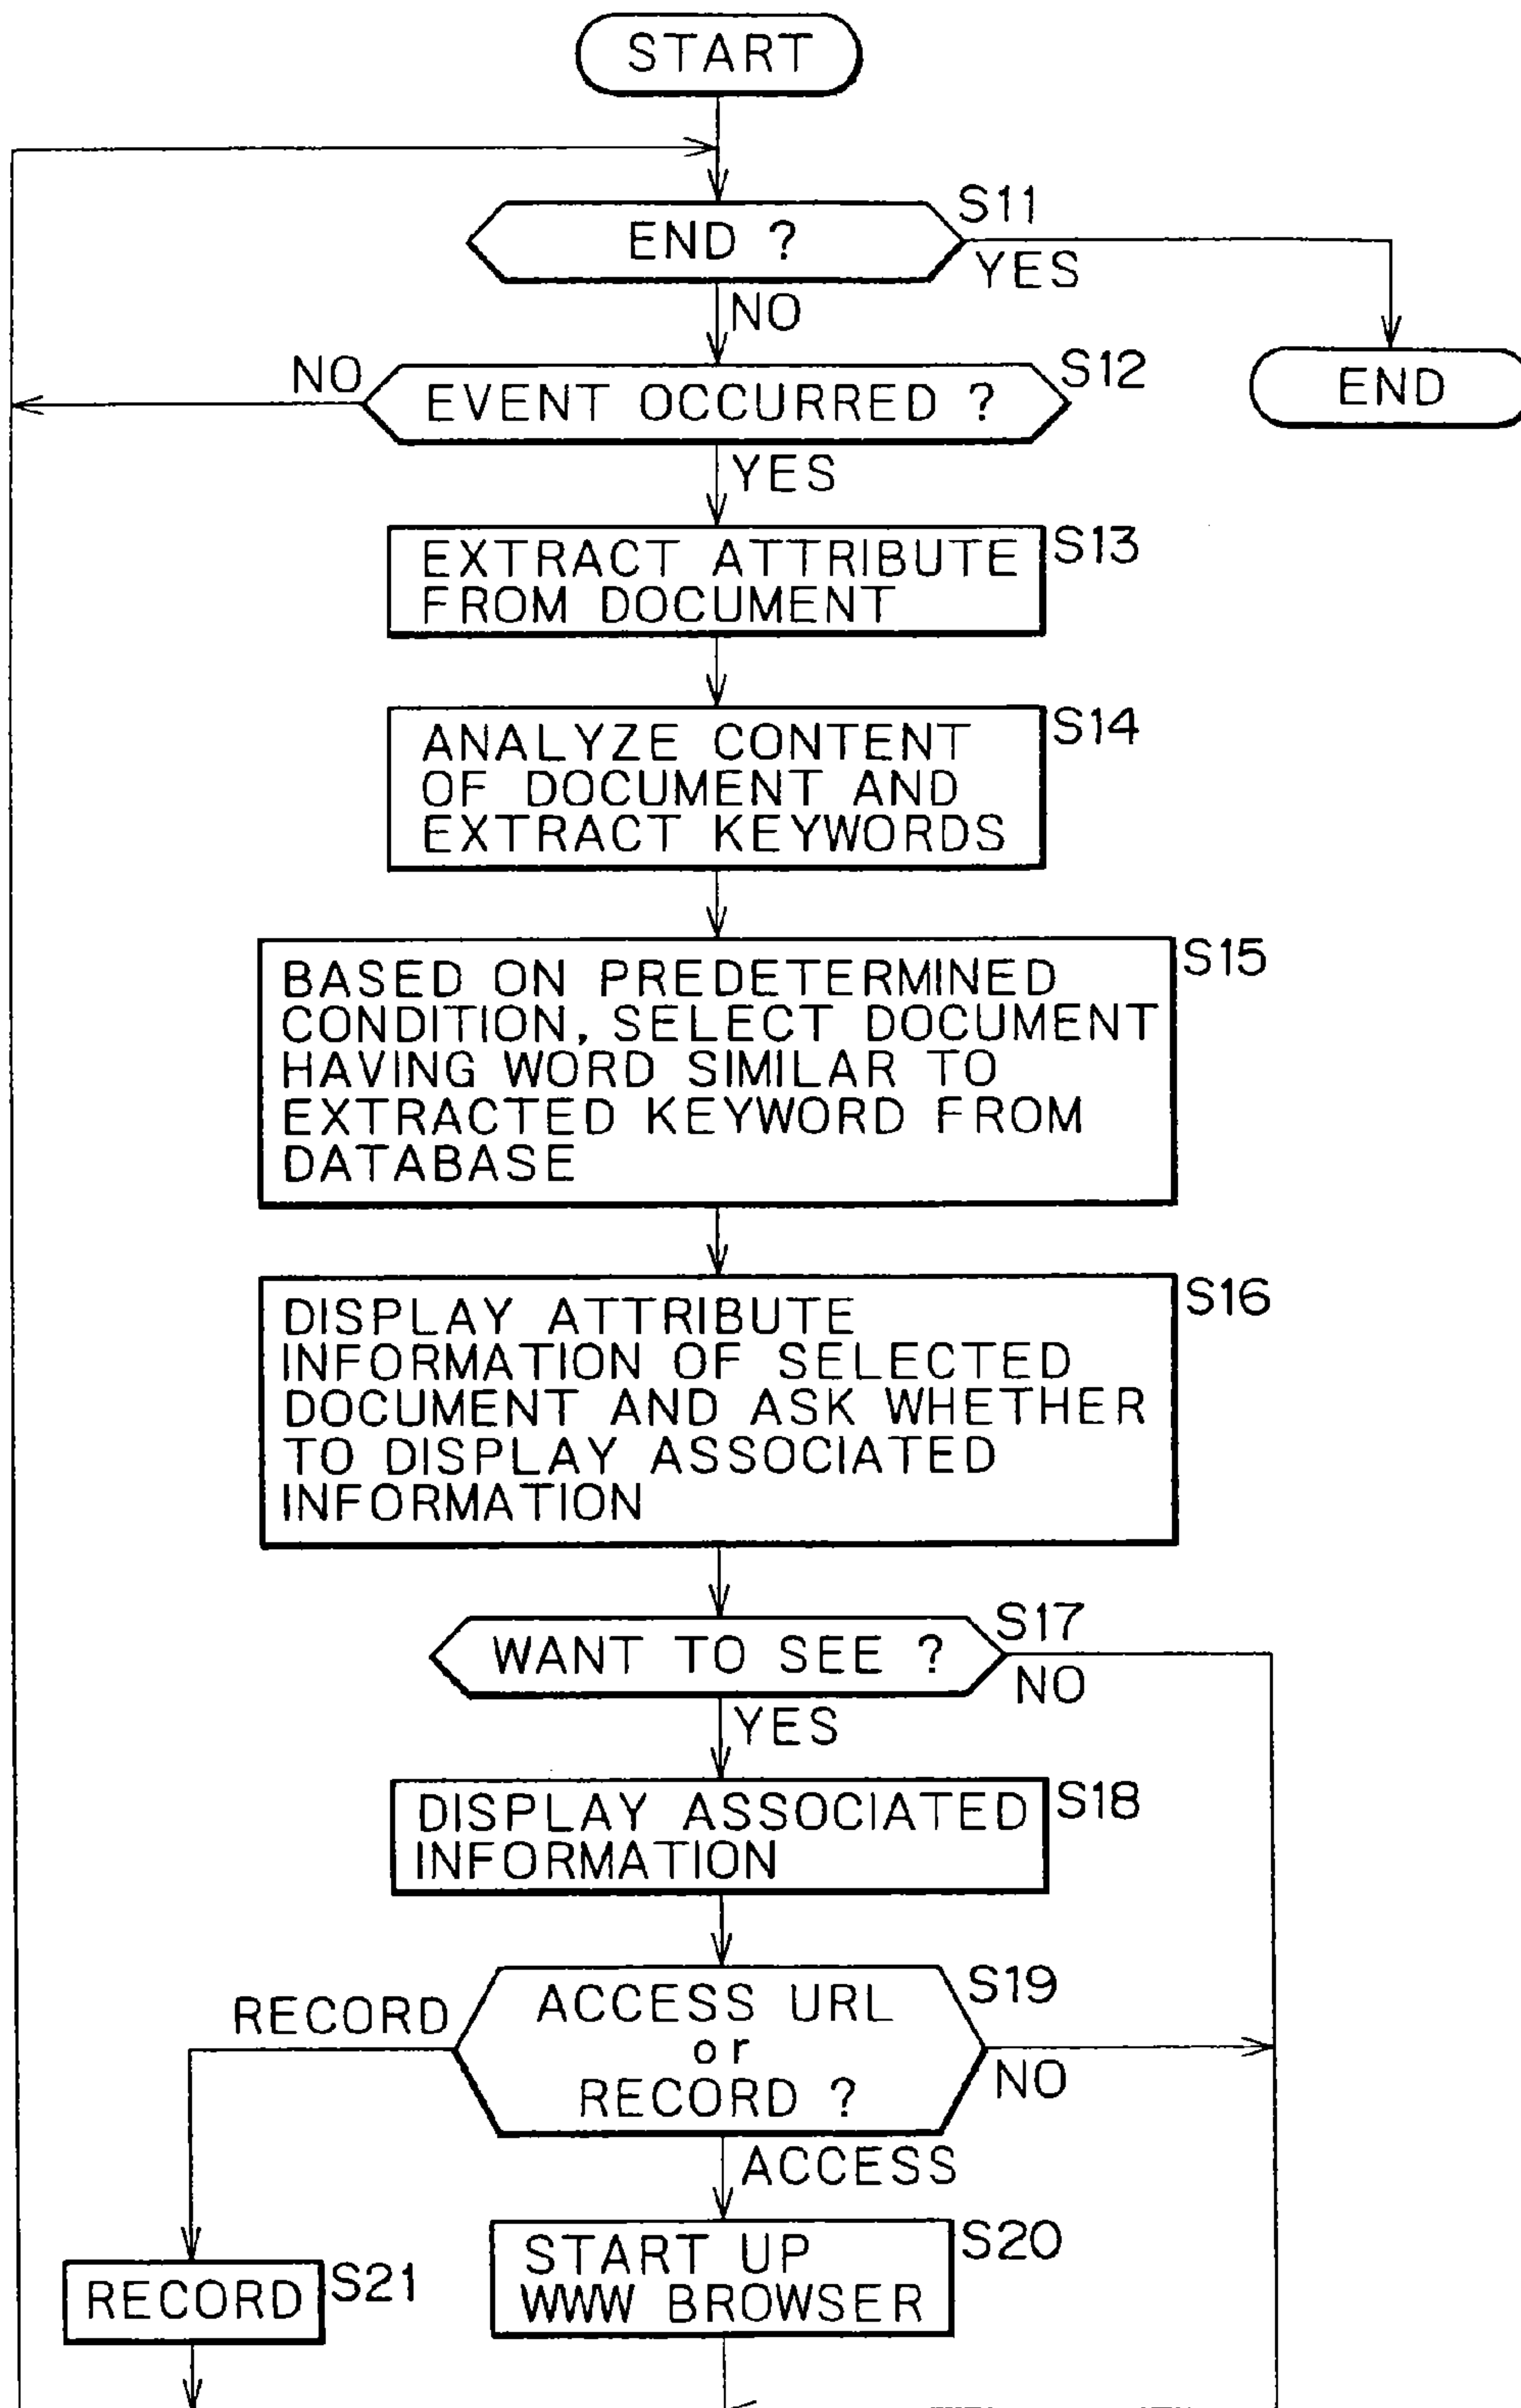 START
END ?
S11
YES
NO
END
NO
EVENT OCCURRED ?
S12
YES
EXTRACT ATTRIBUTE
FROM DOCUMENT
S13
ANALYZE CONTENT
OF DOCUMENT AND
EXTRACT KEYWORDS
S14
BASED ON PREDETERMINED
CONDITION, SELECT DOCUMENT
HAVING WORD SIMILAR TO
EXTRACTED KEYWORD FROM
DATABASE
S15
DISPLAY ATTRIBUTE
INFORMATION OF SELECTED
DOCUMENT AND ASK WHETHER
TO DISPLAY ASSOCIATED
INFORMATION
S16
WANT TO SEE ?
S17
NO
YES
DISPLAY ASSOCIATED
INFORMATION
S18
RECORD
ACCESS URL
or
RECORD ?
S19
NO
ACCESS
START UP
WWW BROWSER
S20
RECORD
S21